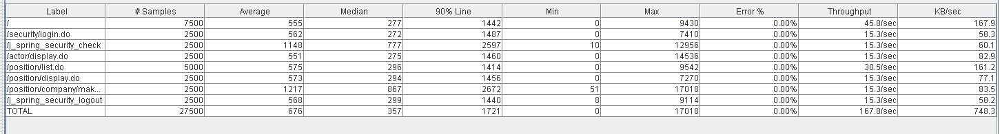 Label # Samples Average Median 90% Line Min Max Error % Throughput KB/sec
/ 7500 555 277 1442 0 9430 0.00% 45.8/sec 167.9
/security/login.do 2500 562 272 1487 0 7410 0.00% 15.3/sec 58.3
/j_spring_security_check 2500 1148 777 2597 10 12956 0.00% 15.3/sec 60.1
/actor/display.do 2500 551 275 1460 0 14536 0.00% 15.3/sec 82.9
/position/list.do 5000 575 296 1414 0 9542 0.00% 30.5/sec 161.2
/position/display.do 2500 573 294 1456 0 7270 0.00% 15.3/sec 77.1
/position/company/mak... 2500 1217 867 2672 51 17018 0.00% 15.3/sec 83.5
/j_spring_security_logout 2500 568 299 1440 8 9114 0.00% 15.3/sec 58.2
TOTAL 27500 676 357 1721 0 17018 0.00% 167.8/sec 748.3